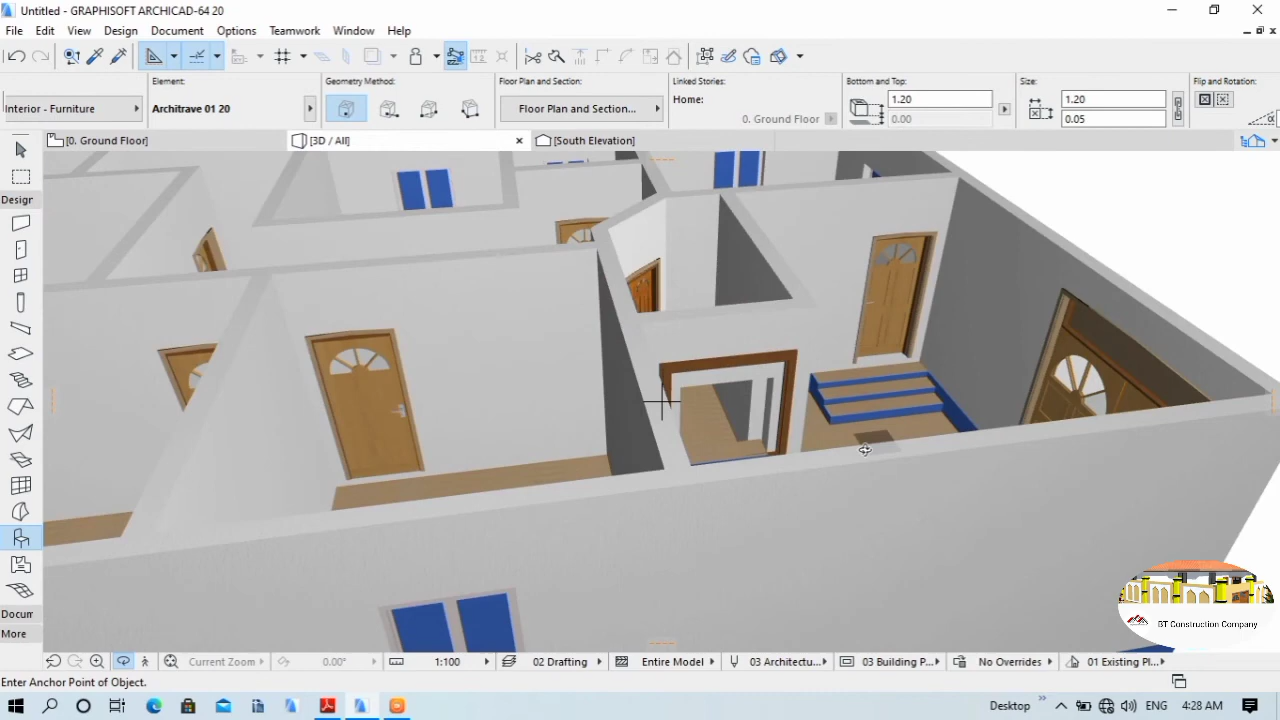 Untitled - GRAPHISOFT ARCHICAD-64 20
File Edit View Design Document Options Teamwork Window Help
Element: Geometry Method: Floor Plan and Section: Linked Stories: Bottom and Top: Size: Flip and Rotation:
Interior - Furniture Architrave 01 20 Floor Plan and Section... Home: 1.20 1.20
0. Ground Floor 0.00 0.05
[0. Ground Floor] [3D / All] [South Elevation]
Design
BT Construction Company
Docum
More
Current Zoom 0.00° 1:100 02 Drafting Entire Model 03 Architectu... 03 Building P... No Overrides 01 Existing Pl...
Enter Anchor Point of Object.
Desktop ENG 4:28 AM